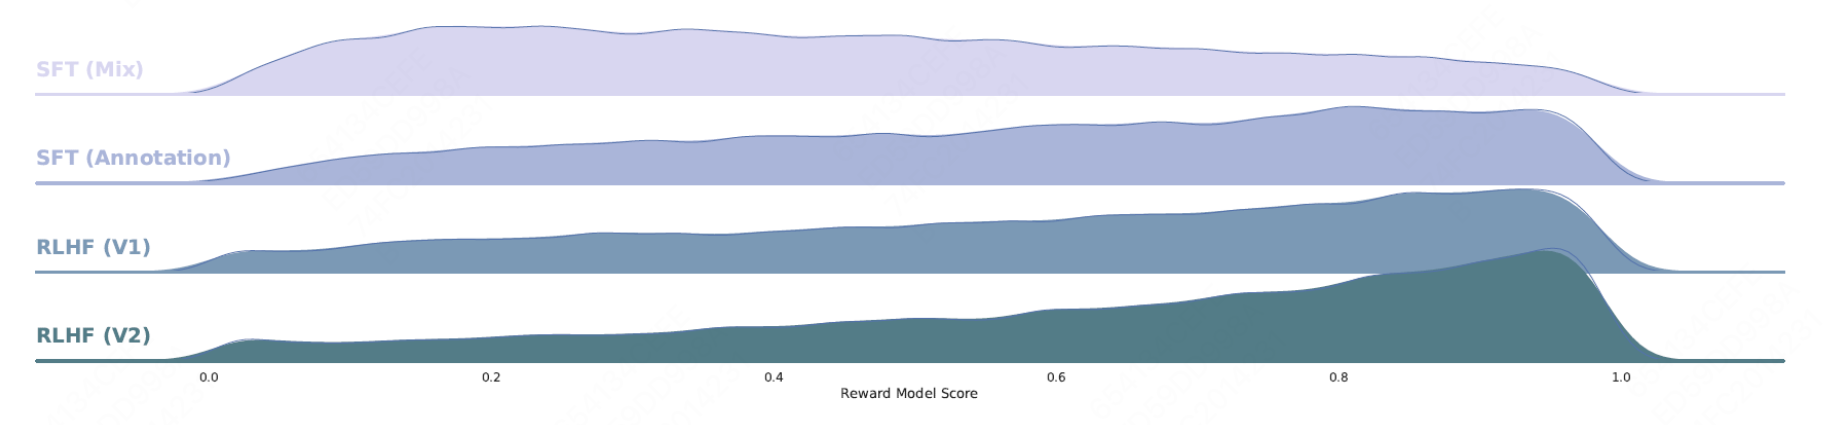 SFT (Mix)
SFT (Annotation)
RLHF (V1)
RLHF (V2)
0.0 0.2 0.4 0.6 0.8 1.0
Reward Model Score